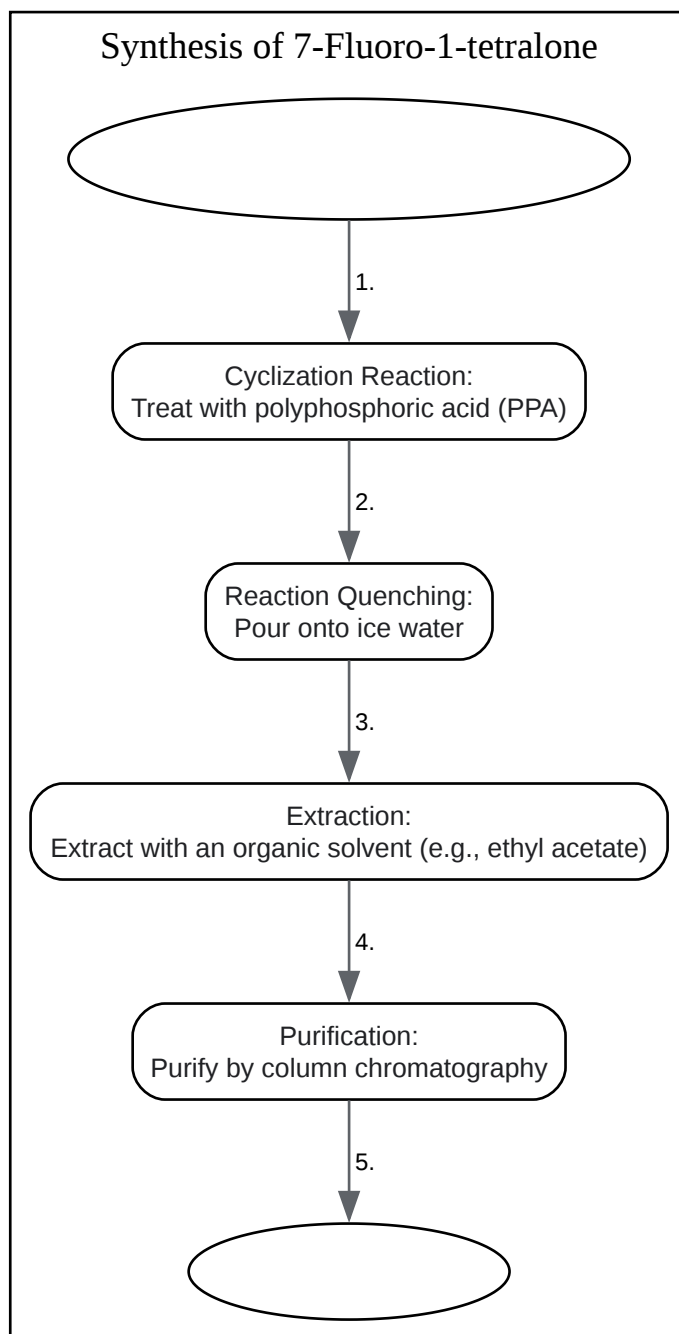 Synthesis of 7-Fluoro-1-tetralone
1.
Cyclization Reaction:
Treat with polyphosphoric acid (PPA)
2.
Reaction Quenching:
Pour onto ice water
3.
Extraction:
Extract with an organic solvent (e.g., ethyl acetate)
4.
Purification:
Purify by column chromatography
5.